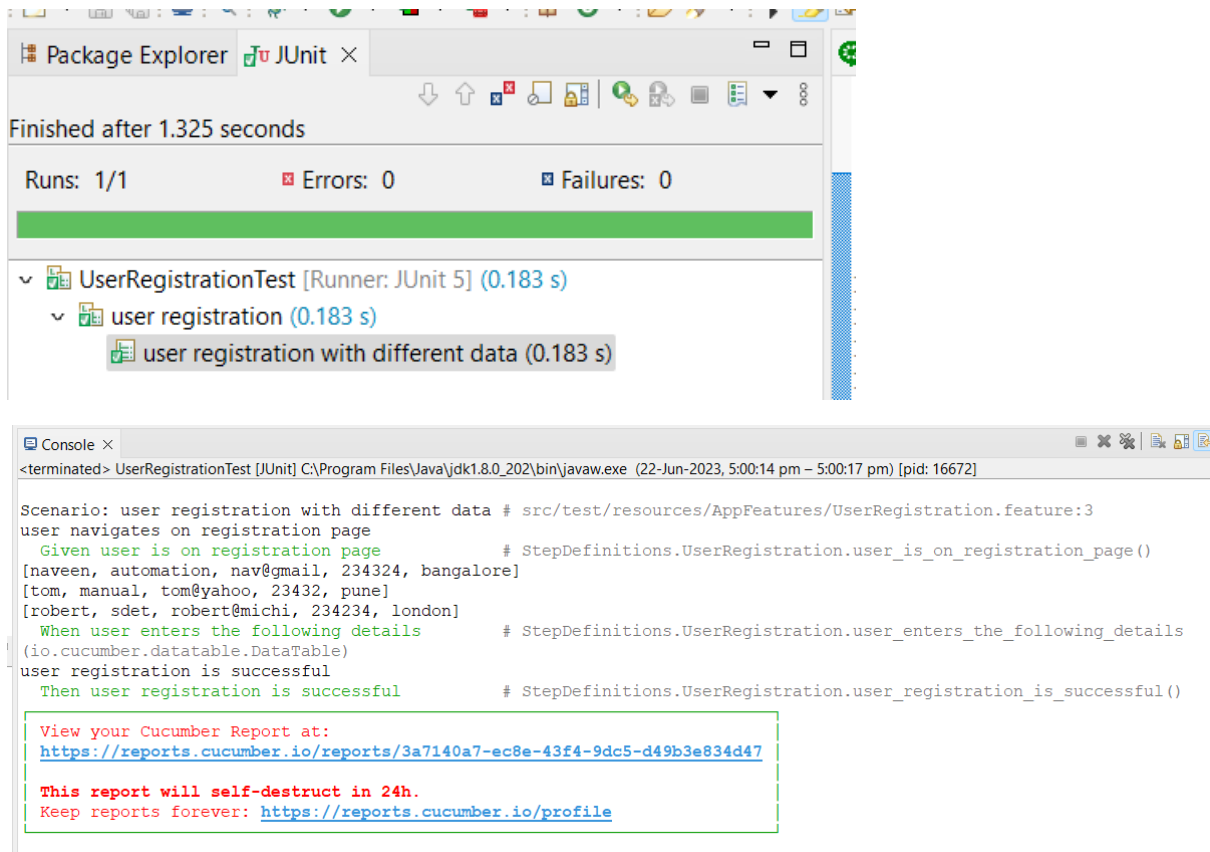 Package Explorer JUnit
Finished after 1.325 seconds
Runs: 1/1 Errors: 0 Failures: 0
UserRegistrationTest [Runner: JUnit 5] (0.183 s)
user registration (0.183 s)
user registration with different data (0.183 s)
Console
<terminated> UserRegistrationTest [JUnit] C:\Program Files\Java\jdk1.8.0_202\bin\javaw.exe (22-Jun-2023, 5:00:14 pm – 5:00:17 pm) [pid: 16672]
Scenario: user registration with different data # src/test/resources/AppFeatures/UserRegistration.feature:3
user navigates on registration page
Given user is on registration page # StepDefinitions.UserRegistration.user_is_on_registration_page()
[naveen, automation, nav@gmail, 234324, bangalore]
[tom, manual, tom@yahoo, 23432, pune]
[robert, sdet, robert@michi, 234234, london]
When user enters the following details # StepDefinitions.UserRegistration.user_enters_the_following_details
(io.cucumber.datatable.DataTable)
user registration is successful
Then user registration is successful # StepDefinitions.UserRegistration.user_registration_is_successful()
View your Cucumber Report at:
https://reports.cucumber.io/reports/3a7140a7-ec8e-43f4-9dc5-d49b3e834d47
This report will self-destruct in 24h.
Keep reports forever: https://reports.cucumber.io/profile